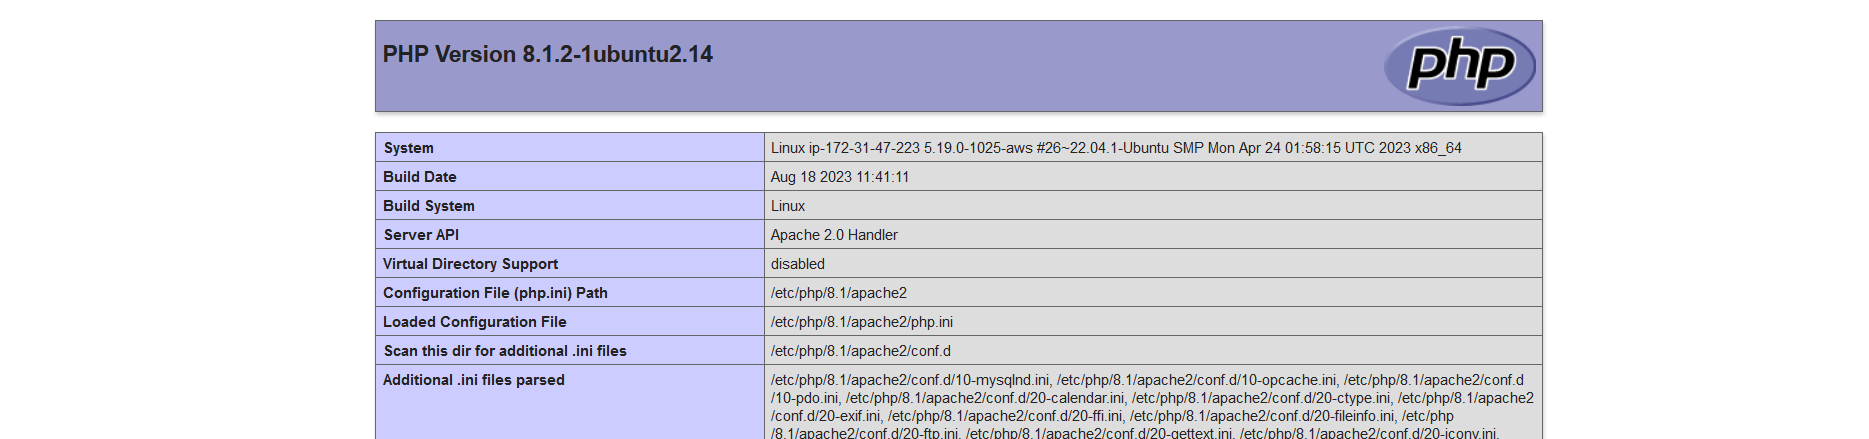 PHP Version 8.1.2-1ubuntu2.14
php
System Linux ip-172-31-47-223 5.19.0-1025-aws #26~22.04.1-Ubuntu SMP Mon Apr 24 01:58:15 UTC 2023 x86_64
Build Date Aug 18 2023 11:41:11
Build System Linux
Server API Apache 2.0 Handler
Virtual Directory Support disabled
Configuration File (php.ini) Path /etc/php/8.1/apache2
Loaded Configuration File /etc/php/8.1/apache2/php.ini
Scan this dir for additional .ini files /etc/php/8.1/apache2/conf.d
Additional .ini files parsed /etc/php/8.1/apache2/conf.d/10-mysqlnd.ini, /etc/php/8.1/apache2/conf.d/10-opcache.ini, /etc/php/8.1/apache2/conf.d
/10-pdo.ini, /etc/php/8.1/apache2/conf.d/20-calendar.ini, /etc/php/8.1/apache2/conf.d/20-ctype.ini, /etc/php/8.1/apache2
/conf.d/20-exif.ini, /etc/php/8.1/apache2/conf.d/20-ffi.ini, /etc/php/8.1/apache2/conf.d/20-fileinfo.ini, /etc/php
/8.1/apache2/conf.d/20-ftp.ini, /etc/php/8.1/apache2/conf.d/20-gettext.ini, /etc/php/8.1/apache2/conf.d/20-iconv.ini,